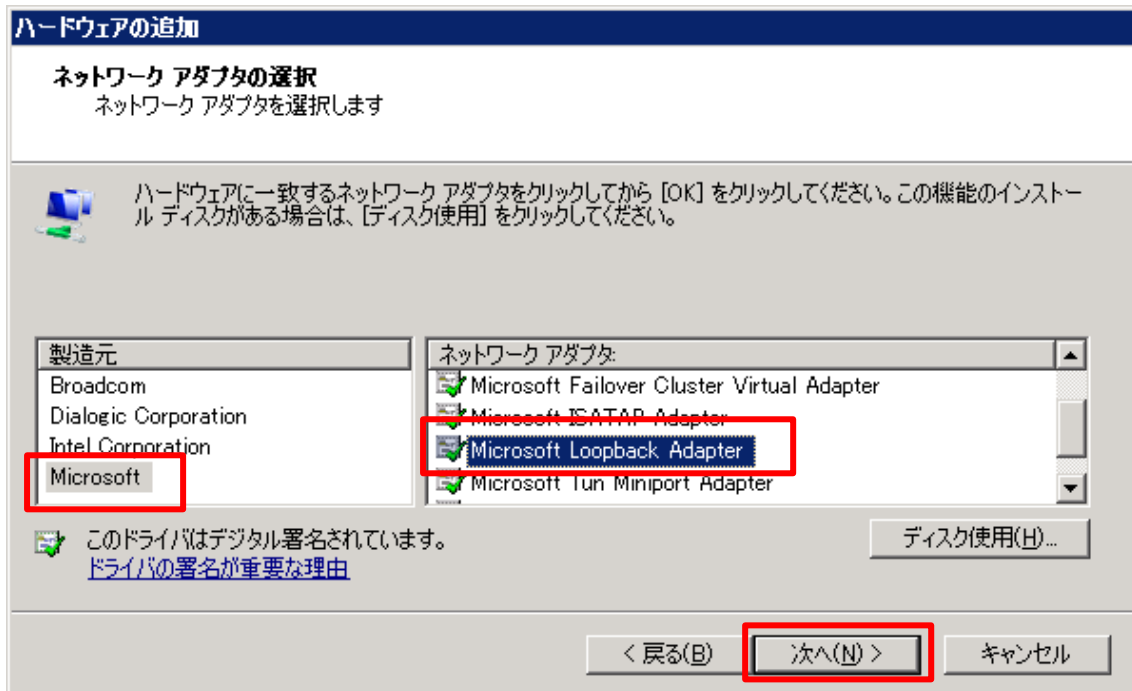 ハードウェアの追加
ネットワーク アダプタの選択
ネットワーク アダプタを選択します
ハードウェアに一致するネットワーク アダプタをクリックしてから [OK] をクリックしてください。この機能のインストー
ル ディスクがある場合は、[ディスク使用] をクリックしてください。
製造元
Broadcom
Dialogic Corporation
Intel Corporation
Microsoft
ネットワーク アダプタ:
Microsoft Failover Cluster Virtual Adapter
Microsoft ISATAP Adapter
Microsoft Loopback Adapter
Microsoft Tun Miniport Adapter
このドライバはデジタル署名されています。
ドライバの署名が重要な理由
ディスク使用(H)...
< 戻る(B)
次へ(N) >
キャンセル